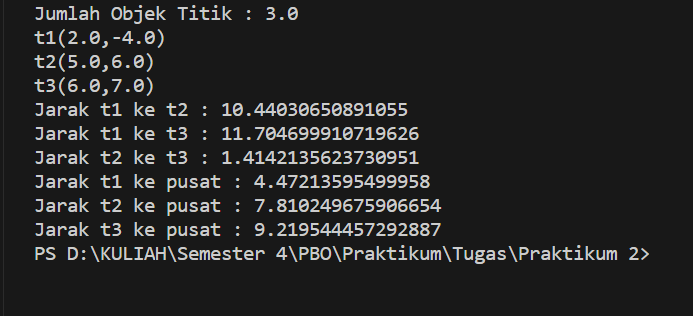 Jumlah Objek Titik : 3.0
t1(2.0,-4.0)
t2(5.0,6.0)
t3(6.0,7.0)
Jarak t1 ke t2 : 10.44030650891055
Jarak t1 ke t3 : 11.704699910719626
Jarak t2 ke t3 : 1.4142135623730951
Jarak t1 ke pusat : 4.47213595499958
Jarak t2 ke pusat : 7.810249675906654
Jarak t3 ke pusat : 9.219544457292887
PS D:\KULIAH\Semester 4\PBO\Praktikum\Tugas\Praktikum 2>